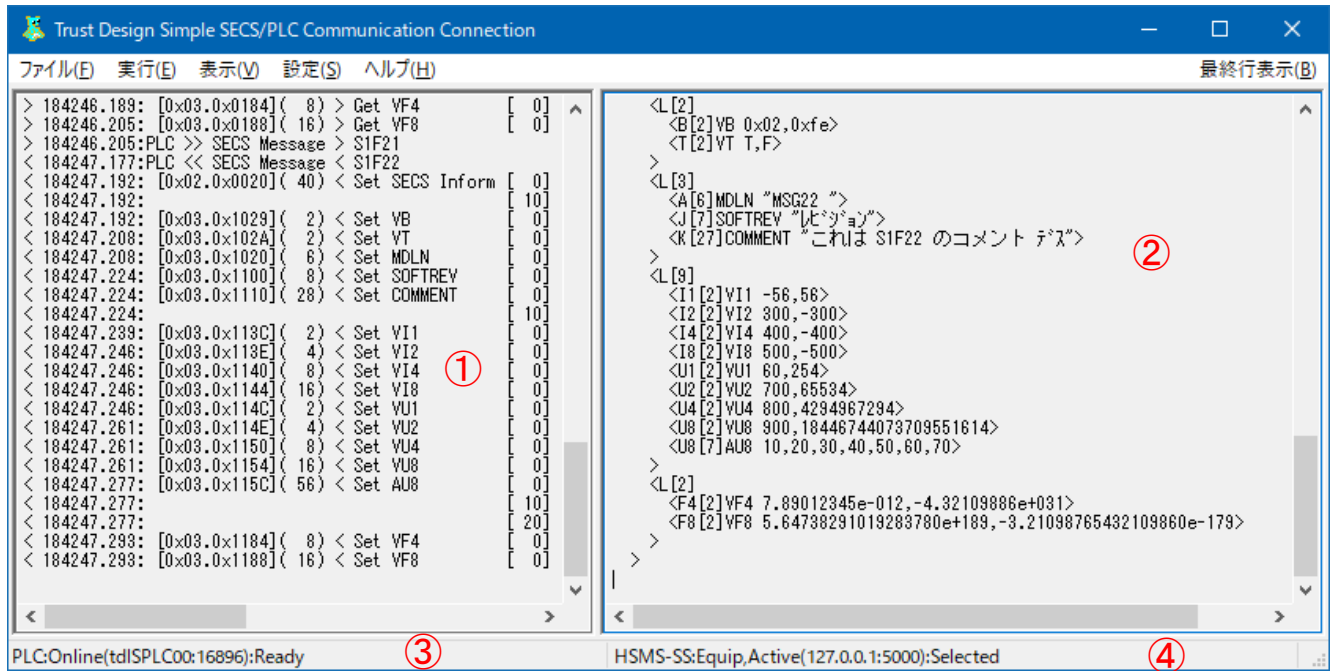 Trust Design Simple SECS/PLC Communication Connection
ファイル(F) 実行(E) 表示(V) 設定(S) ヘルプ(H) 最終行表示(B)
> 184246.189: [0x03.0x0184](  8) > Get VF4 [  0]
> 184246.205: [0x03.0x0188]( 16) > Get VF8 [  0]
> 184246.205:PLC >> SECS Message > S1F21
< 184247.177:PLC << SECS Message < S1F22
< 184247.192: [0x02.0x0020]( 40) < Set SECS Inform [  0]
< 184247.192: [ 10]
< 184247.192: [0x03.0x1029](  2) < Set VB [  0]
< 184247.208: [0x03.0x102A](  2) < Set VT [  0]
< 184247.208: [0x03.0x1020](  6) < Set MDLN [  0]
< 184247.224: [0x03.0x1100](  8) < Set SOFTREV [  0]
< 184247.224: [0x03.0x1110]( 28) < Set COMMENT [  0]
< 184247.224: [ 10]
< 184247.239: [0x03.0x113C](  2) < Set VI1 [  0]
< 184247.246: [0x03.0x113E](  4) < Set VI2 [  0]
< 184247.246: [0x03.0x1140](  8) < Set VI4 [  0]
< 184247.246: [0x03.0x1144]( 16) < Set VI8 [  0]
< 184247.246: [0x03.0x114C](  2) < Set VU1 [  0]
< 184247.261: [0x03.0x114E](  4) < Set VU2 [  0]
< 184247.261: [0x03.0x1150](  8) < Set VU4 [  0]
< 184247.261: [0x03.0x1154]( 16) < Set VU8 [  0]
< 184247.277: [0x03.0x115C]( 56) < Set AU8 [  0]
< 184247.277: [ 10]
< 184247.277: [ 20]
< 184247.293: [0x03.0x1184](  8) < Set VF4 [  0]
< 184247.293: [0x03.0x1188]( 16) < Set VF8 [  0]
①
<L[2]
<B[2]VB 0x02,0xfe>
<T[2]VT T,F>
>
<L[3]
<A[6]MDLN "MSG22 ">
<J[7]SOFTREV "ﾚﾋﾞｼﾞｮﾝ">
<K[27]COMMENT "これは S1F22 のコメント ﾃﾞｽ">
>
<L[9]
<I1[2]VI1 -56,56>
<I2[2]VI2 300,-300>
<I4[2]VI4 400,-400>
<I8[2]VI8 500,-500>
<U1[2]VU1 60,254>
<U2[2]VU2 700,65534>
<U4[2]VU4 800,4294967294>
<U8[2]VU8 900,18446744073709551614>
<U8[7]AU8 10,20,30,40,50,60,70>
>
<L[2]
<F4[2]VF4 7.89012345e-012,-4.32109886e+031>
<F8[2]VF8 5.64738291019283780e+189,-3.21098765432109860e-179>
>
>
②
PLC:Online(tdlSPLC00:16896):Ready ③
HSMS-SS:Equip,Active(127.0.0.1:5000):Selected ④